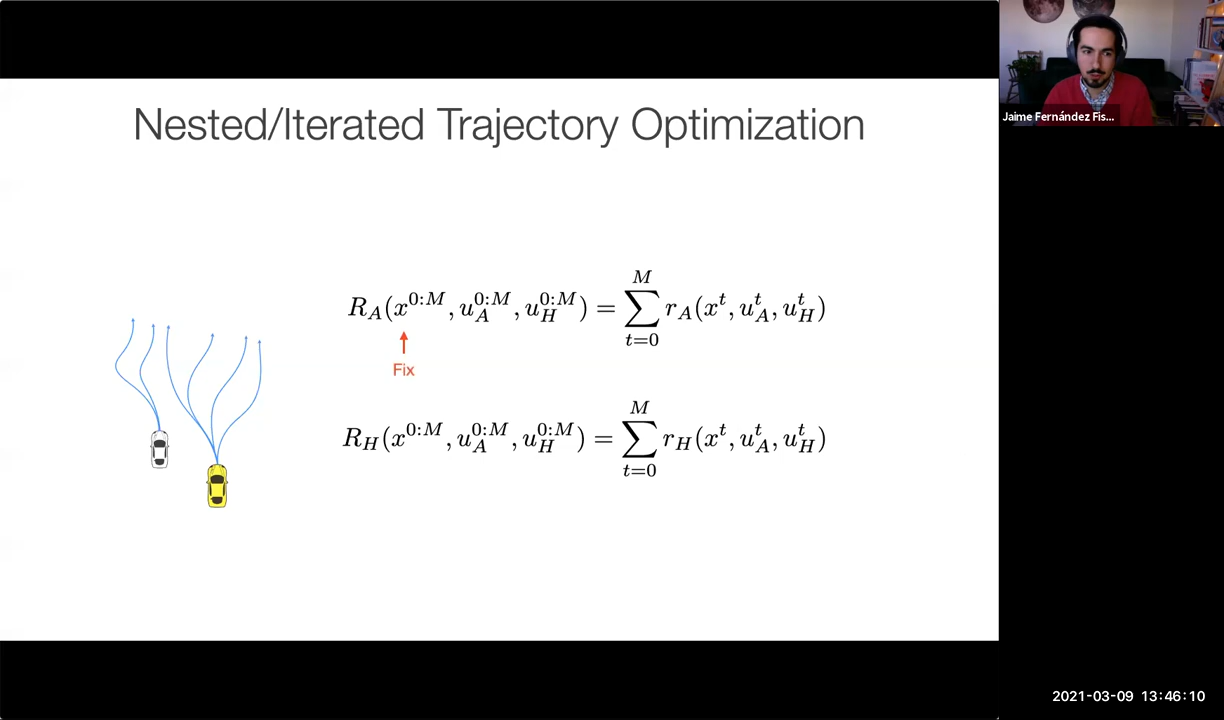 Nested/Iterated Trajectory Optimization
R_A(x^{0:M}, u_A^{0:M}, u_H^{0:M}) = \sum_{t=0}^{M} r_A(x^t, u_A^t, u_H^t)
Fix
R_H(x^{0:M}, u_A^{0:M}, u_H^{0:M}) = \sum_{t=0}^{M} r_H(x^t, u_A^t, u_H^t)
Jaime Fernández Fis...
2021-03-09 13:46:10